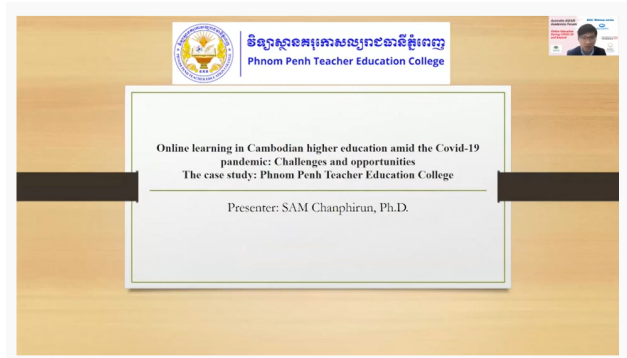 វិទ្យាស្ថានគរុកោសល្យរាជធានីភ្នំពេញ
Phnom Penh Teacher Education College
Online learning in Cambodian higher education amid the Covid-19
pandemic: Challenges and opportunities
The case study: Phnom Penh Teacher Education College
Presenter: SAM Chanphirun, Ph.D.